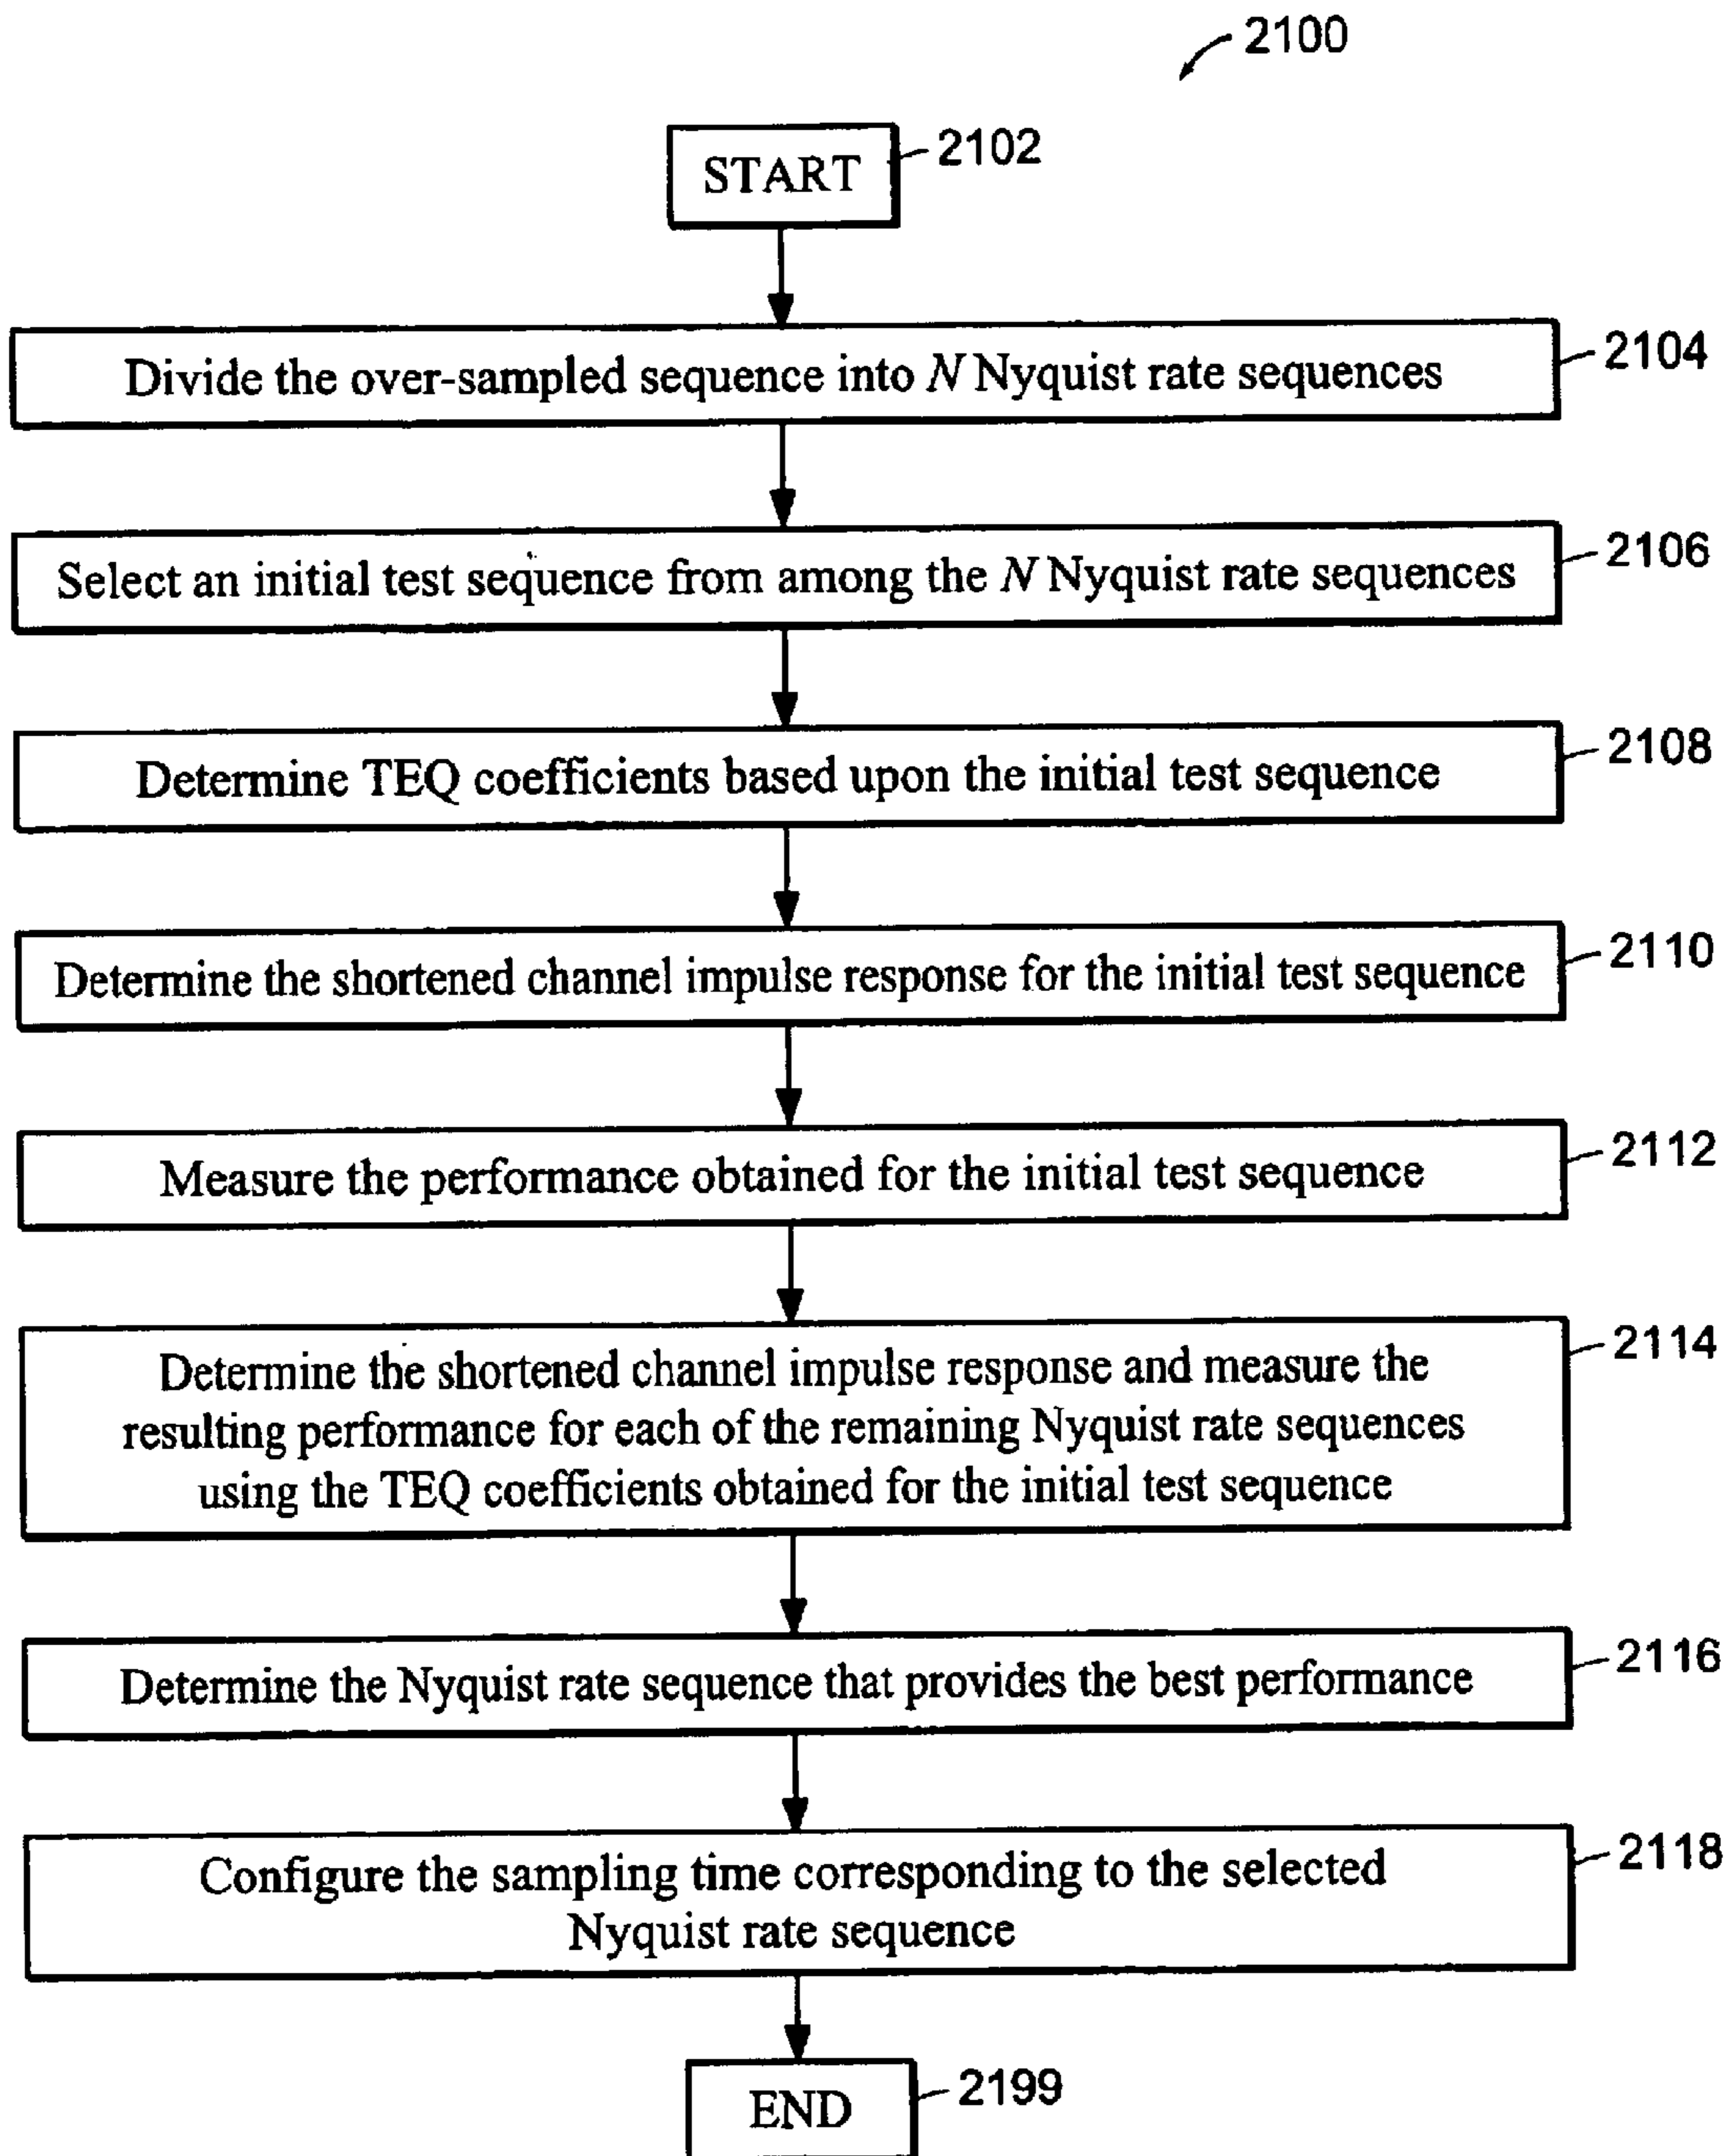 2100
START
2102
Divide the over-sampled sequence into N Nyquist rate sequences
2104
Select an initial test sequence from among the N Nyquist rate sequences
2106
Determine TEQ coefficients based upon the initial test sequence
2108
Determine the shortened channel impulse response for the initial test sequence
2110
Measure the performance obtained for the initial test sequence
2112
Determine the shortened channel impulse response and measure the
resulting performance for each of the remaining Nyquist rate sequences
using the TEQ coefficients obtained for the initial test sequence
2114
Determine the Nyquist rate sequence that provides the best performance
2116
Configure the sampling time corresponding to the selected
Nyquist rate sequence
2118
END
2199